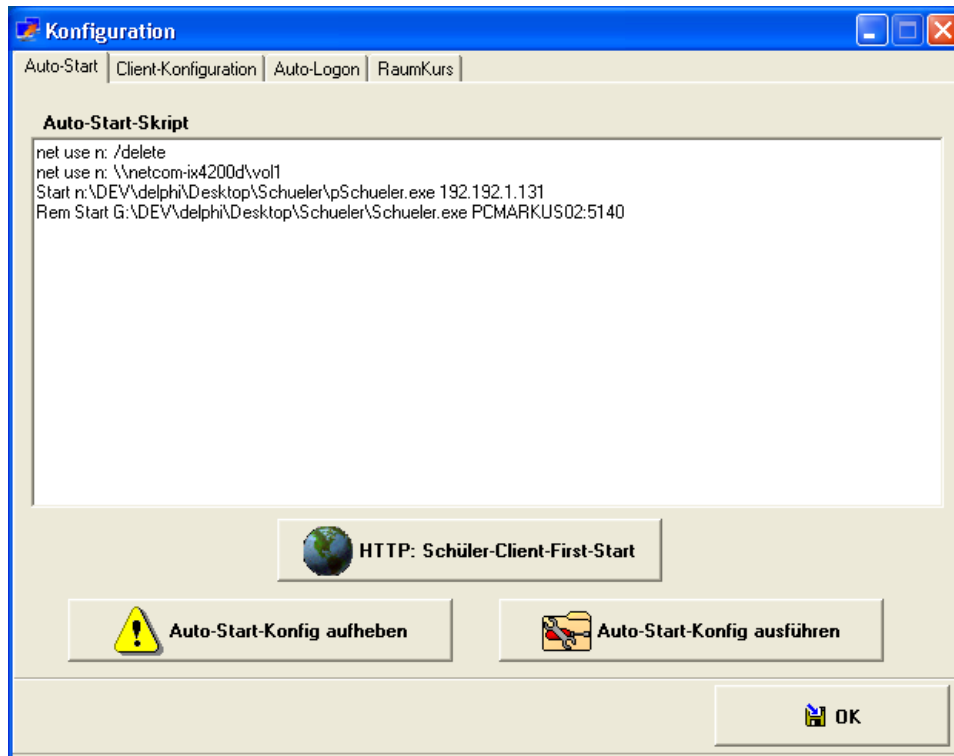 Konfiguration
Auto-Start
Client-Konfiguration
Auto-Logon
RaumKurs
Auto-Start-Skript
net use n: /delete
net use n: \\netcom-ix4200d\vol1
Start n:\DEV\delphi\Desktop\Schueler\pSchueler.exe 192.192.1.131
Rem Start G:\DEV\delphi\Desktop\Schueler\Schueler.exe PCMARKUS02:5140
HTTP: Schüler-Client-First-Start
Auto-Start-Konfig aufheben
Auto-Start-Konfig ausführen
OK